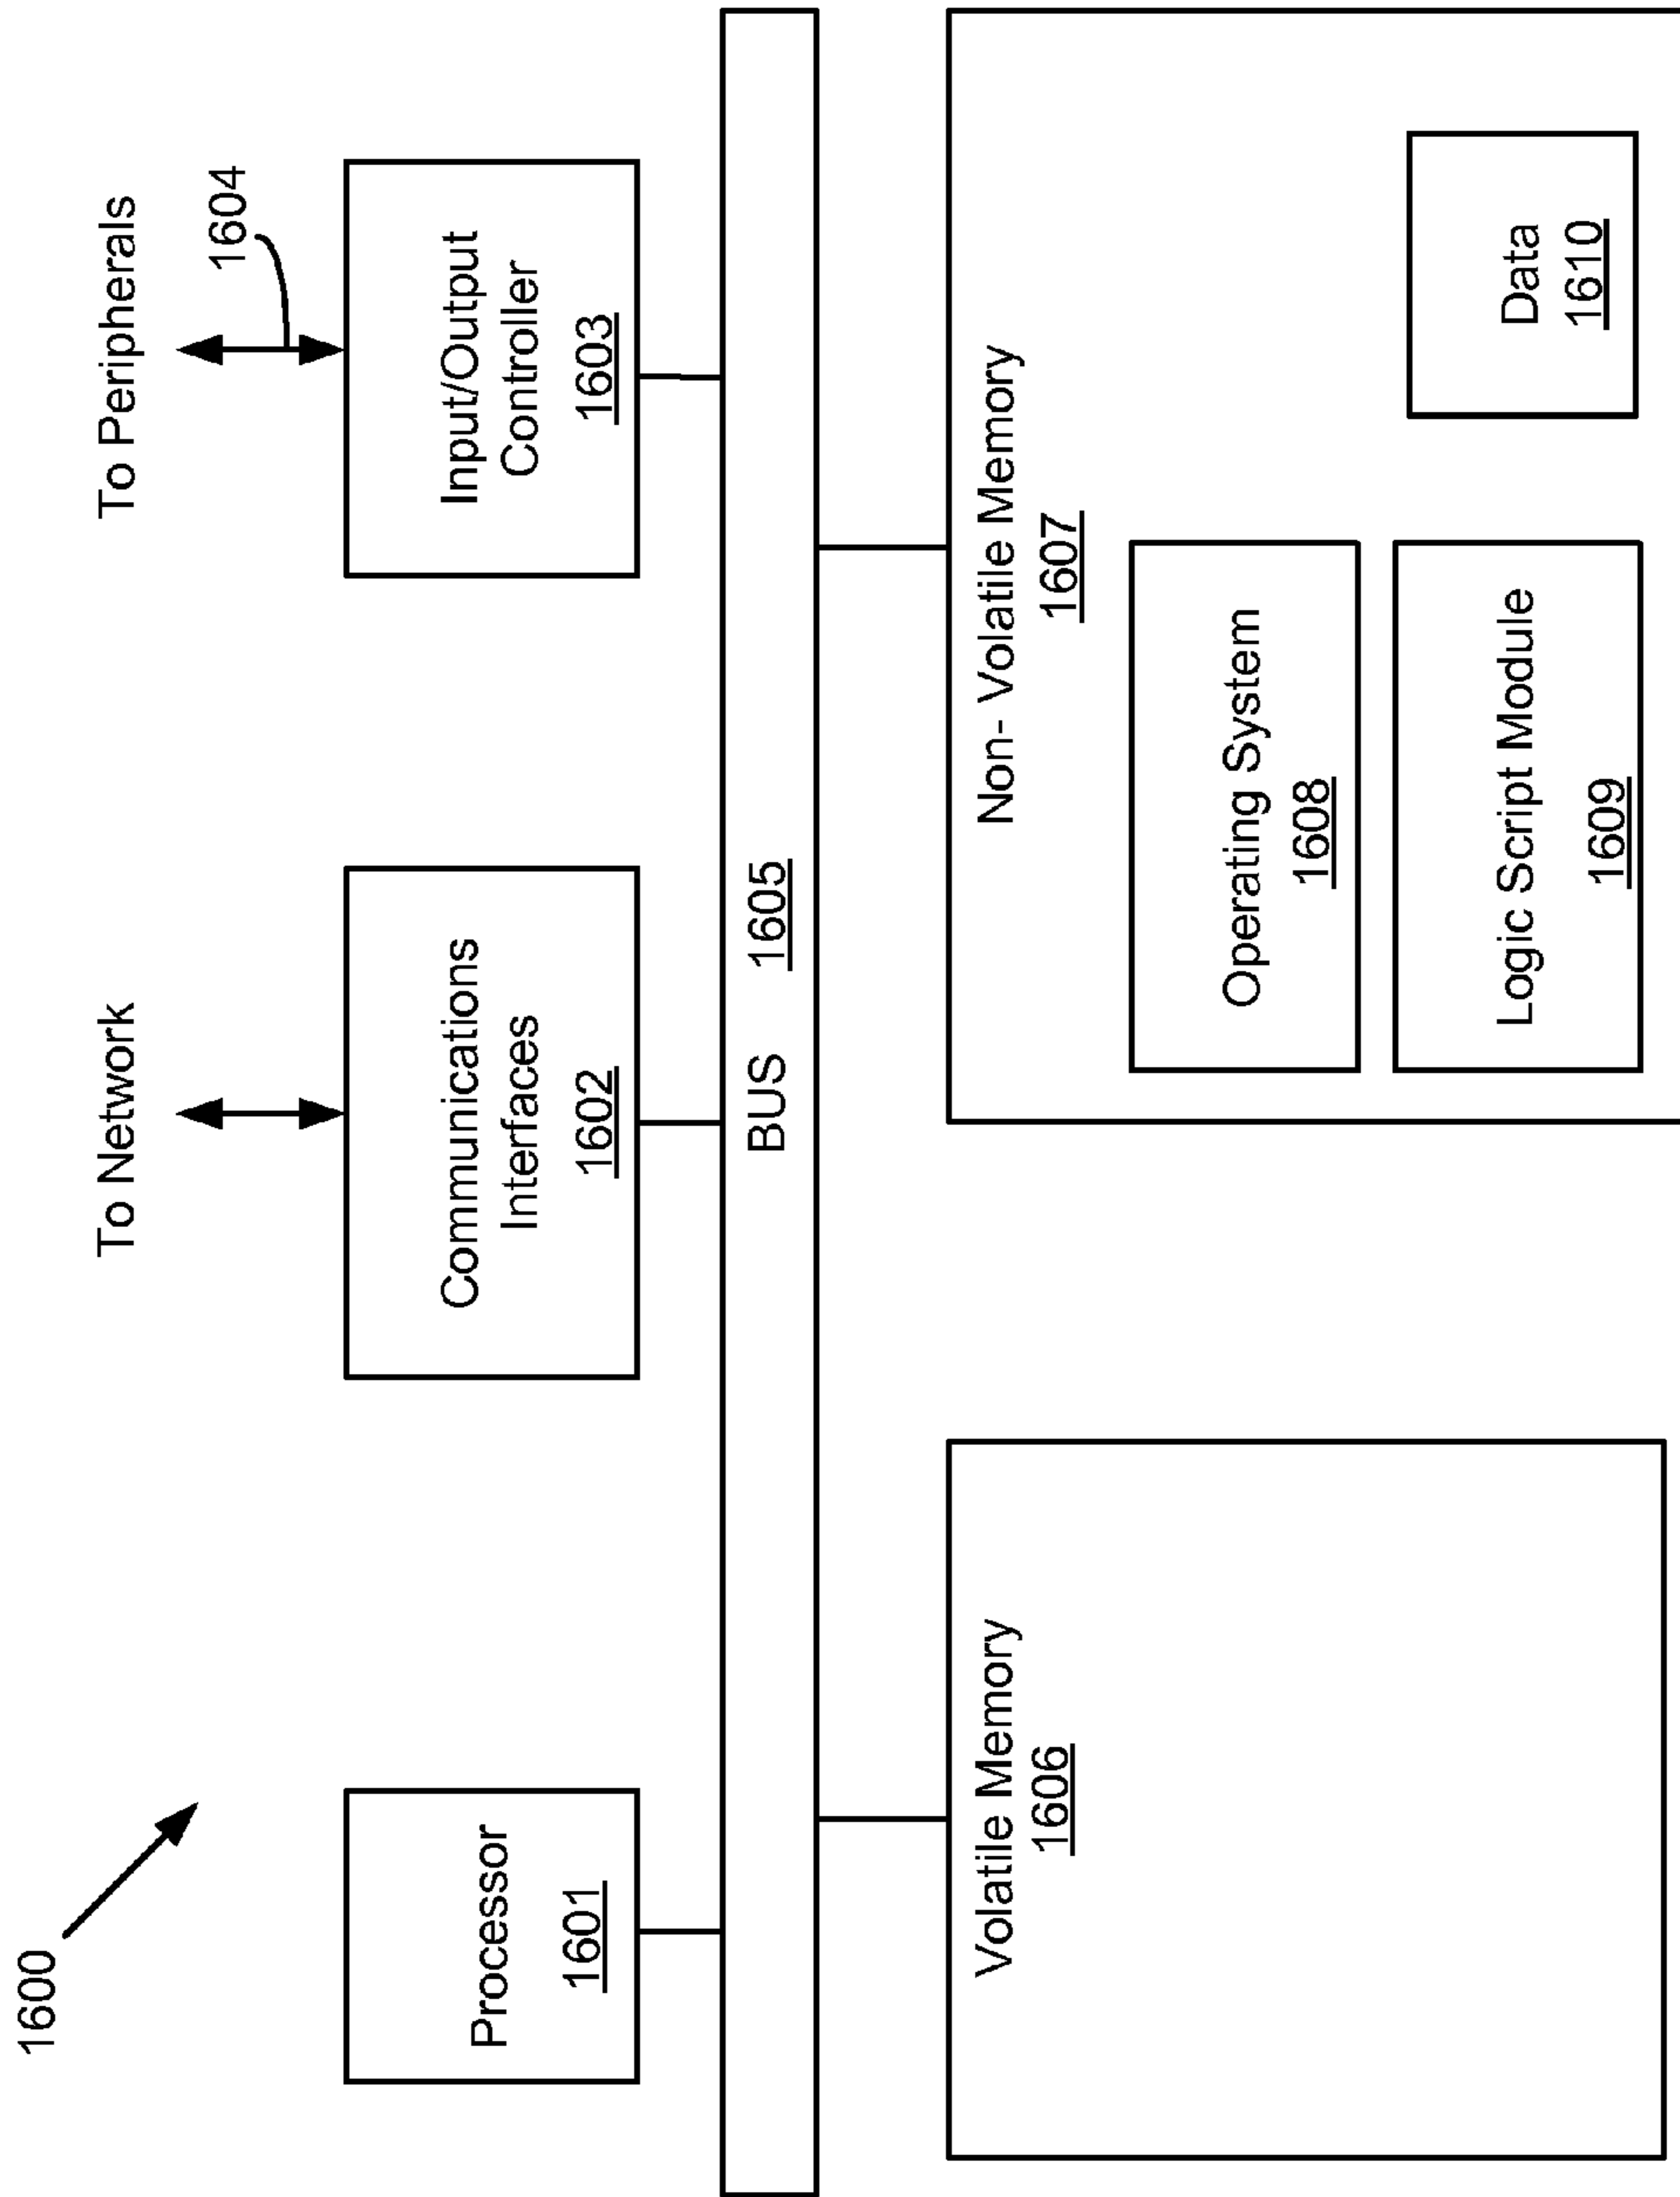 1600
To Network
To Peripherals
1604
Processor
1601
Communications
Interfaces
1602
Input/Output
Controller
1603
BUS 1605
Volatile Memory
1606
Non- Volatile Memory
1607
Operating System
1608
Logic Script Module
1609
Data
1610